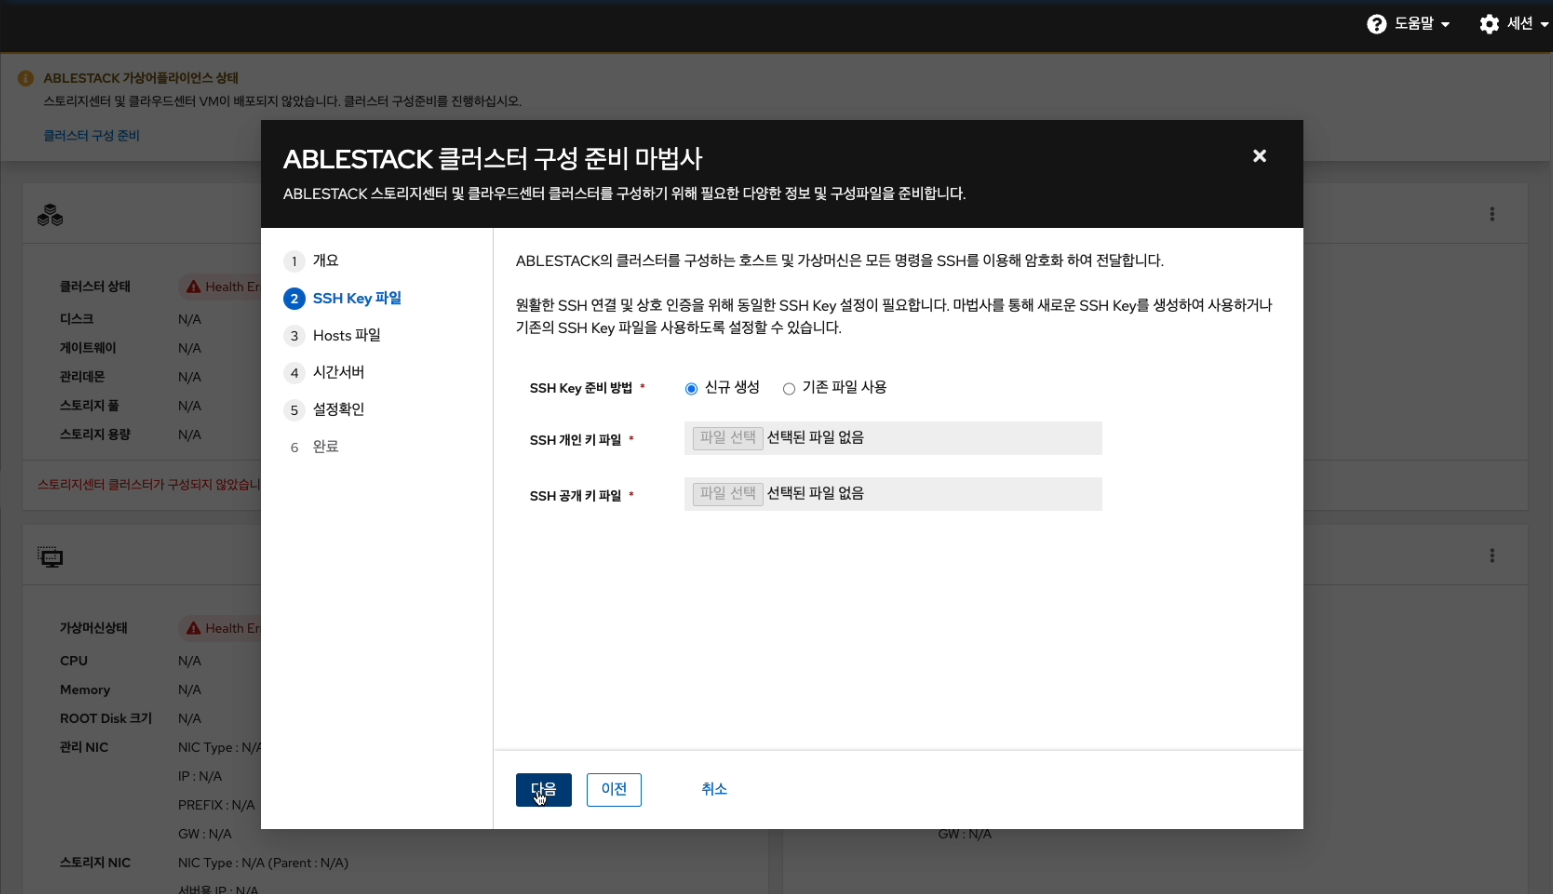 도움말
세션
ABLESTACK 가상어플라이언스 상태
스토리지센터 및 클라우드센터 VM이 배포되지 않았습니다. 클러스터 구성준비를 진행하십시오.
클러스터 구성 준비
ABLESTACK 클러스터 구성 준비 마법사
ABLESTACK 스토리지센터 및 클라우드센터 클러스터를 구성하기 위해 필요한 다양한 정보 및 구성파일을 준비합니다.
1 개요
2 SSH Key 파일
3 Hosts 파일
4 시간서버
5 설정확인
6 완료
ABLESTACK의 클러스터를 구성하는 호스트 및 가상머신은 모든 명령을 SSH를 이용해 암호화 하여 전달합니다.
원활한 SSH 연결 및 상호 인증을 위해 동일한 SSH Key 설정이 필요합니다. 마법사를 통해 새로운 SSH Key를 생성하여 사용하거나
기존의 SSH Key 파일을 사용하도록 설정할 수 있습니다.
SSH Key 준비 방법 * 신규 생성 기존 파일 사용
SSH 개인 키 파일 * 파일 선택 선택된 파일 없음
SSH 공개 키 파일 * 파일 선택 선택된 파일 없음
다음 이전 취소
클러스터 상태 Health Er
디스크 N/A
게이트웨이 N/A
관리데몬 N/A
스토리지 풀 N/A
스토리지 용량 N/A
스토리지센터 클러스터가 구성되지 않았습니
가상머신상태 Health Er
CPU N/A
Memory N/A
ROOT Disk 크기 N/A
관리 NIC NIC Type : N/A
IP : N/A
PREFIX : N/A
GW : N/A
GW : N/A
스토리지 NIC NIC Type : N/A (Parent : N/A)
서버용 IP : N/A